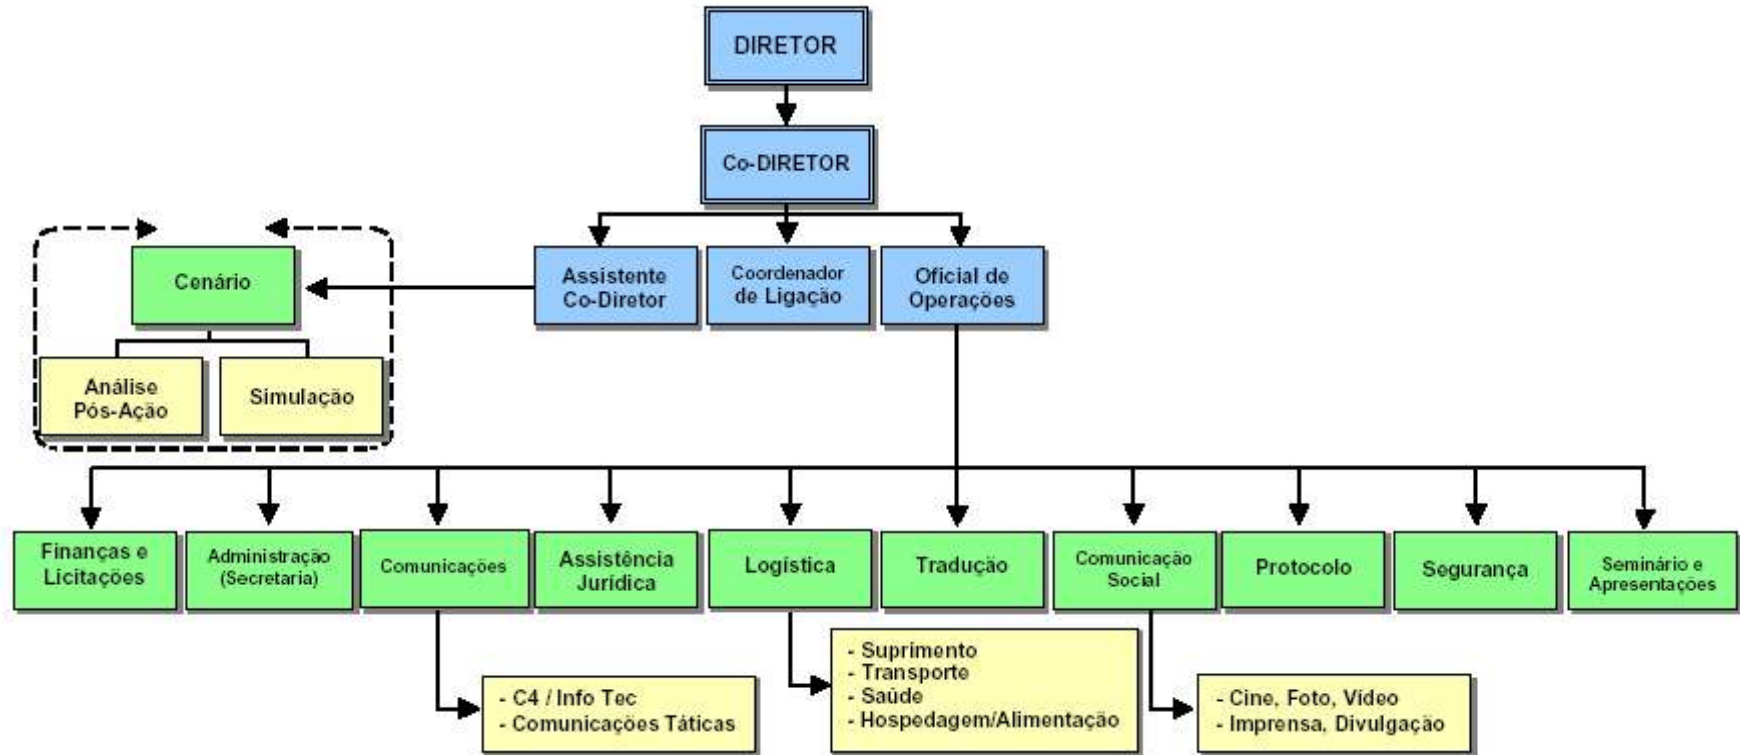 DIRETOR
Co-DIRETOR
Cenário
Assistente
Co-Diretor
Coordenador
de Ligação
Oficial de
Operações
Análise
Pós-Ação
Simulação
Finanças e
Licitações
Administração
(Secretaria)
Comunicações
Assistência
Jurídica
Logística
Tradução
Comunicação
Social
Protocolo
Segurança
Seminário e
Apresentações
- C4 / Info Tec
- Comunicações Táticas
- Suprimento
- Transporte
- Saúde
- Hospedagem/Alimentação
- Cine, Foto, Vídeo
- Imprensa, Divulgação